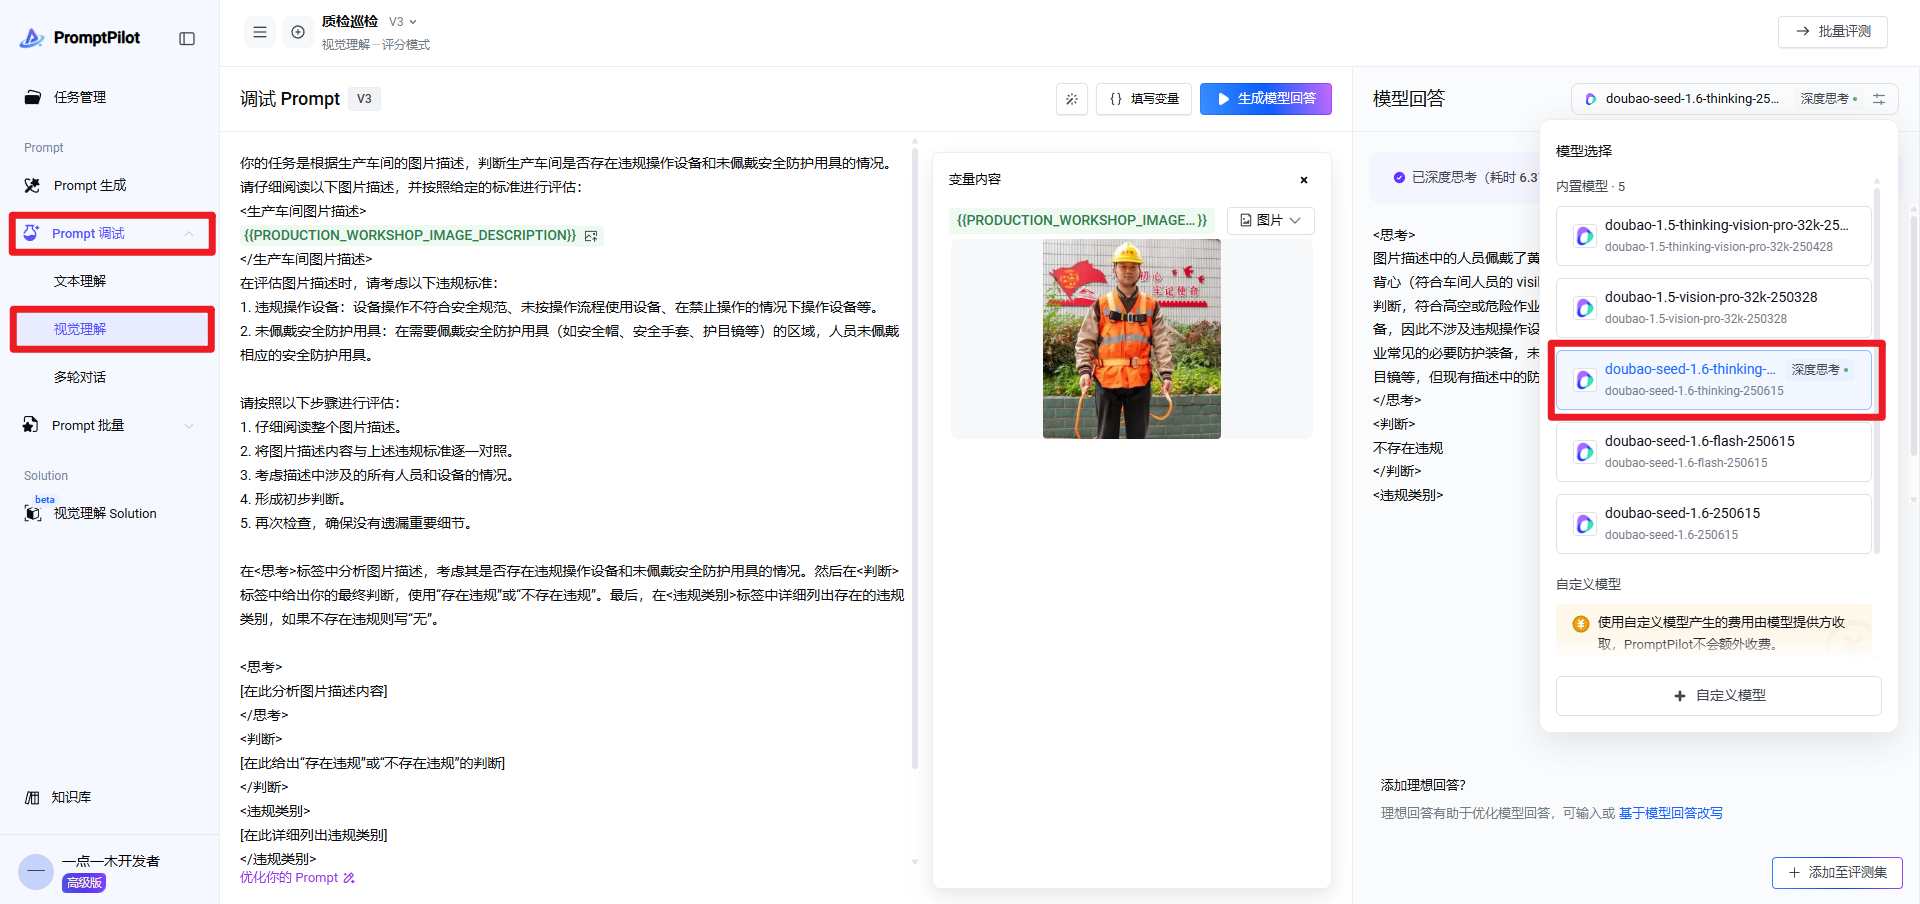 PromptPilot
任务管理
Prompt
Prompt 生成
Prompt 调试
文本理解
视觉理解
多轮对话
Prompt 批量
Solution
beta
视觉理解 Solution
知识库
一点一木开发者
高级版
质检巡检 V3
视觉理解 – 评分模式
批量评测
调试 Prompt V3
填写变量
生成模型回答
你的任务是根据生产车间的图片描述，判断生产车间是否存在违规操作设备和未佩戴安全防护用具的情况。
请仔细阅读以下图片描述，并按照给定的标准进行评估：
<生产车间图片描述>
{{PRODUCTION_WORKSHOP_IMAGE_DESCRIPTION}}
</生产车间图片描述>
在评估图片描述时，请考虑以下违规标准：
1. 违规操作设备：设备操作不符合安全规范、未按操作流程使用设备、在禁止操作的情况下操作设备等。
2. 未佩戴安全防护用具：在需要佩戴安全防护用具（如安全帽、安全手套、护目镜等）的区域，人员未佩戴
相应的安全防护用具。
请按照以下步骤进行评估：
1. 仔细阅读整个图片描述。
2. 将图片描述内容与上述违规标准逐一对照。
3. 考虑描述中涉及的所有人员和设备的情况。
4. 形成初步判断。
5. 再次检查，确保没有遗漏重要细节。
在<思考>标签中分析图片描述，考虑其是否存在违规操作设备和未佩戴安全防护用具的情况。然后在<判断>
标签中给出你的最终判断，使用“存在违规”或“不存在违规”。最后，在<违规类别>标签中详细列出存在的违规
类别，如果不存在违规则写“无”。
<思考>
[在此分析图片描述内容]
</思考>
<判断>
[在此给出“存在违规”或“不存在违规”的判断]
</判断>
<违规类别>
[在此详细列出违规类别]
</违规类别>
优化你的 Prompt
变量内容
{{PRODUCTION_WORKSHOP_IMAGE...}}
图片
初心
牢记使命
模型回答
doubao-seed-1.6-thinking-25...
深度思考
已深度思考（耗时 6.3
<思考>
图片描述中的人员佩戴了黄
背心（符合车间人员的 visil
判断，符合高空或危险作业
备，因此不涉及违规操作设
业常见的必要防护装备，未
目镜等，但现有描述中的防
</思考>
<判断>
不存在违规
</判断>
<违规类别>
模型选择
内置模型 · 5
doubao-1.5-thinking-vision-pro-32k-25...
doubao-1.5-thinking-vision-pro-32k-250428
doubao-1.5-vision-pro-32k-250328
doubao-1.5-vision-pro-32k-250328
doubao-seed-1.6-thinking-... 深度思考
doubao-seed-1.6-thinking-250615
doubao-seed-1.6-flash-250615
doubao-seed-1.6-flash-250615
doubao-seed-1.6-250615
doubao-seed-1.6-250615
自定义模型
使用自定义模型产生的费用由模型提供方收
取，PromptPilot不会额外收费。
自定义模型
添加理想回答?
理想回答有助于优化模型回答，可输入或 基于模型回答改写
添加至评测集